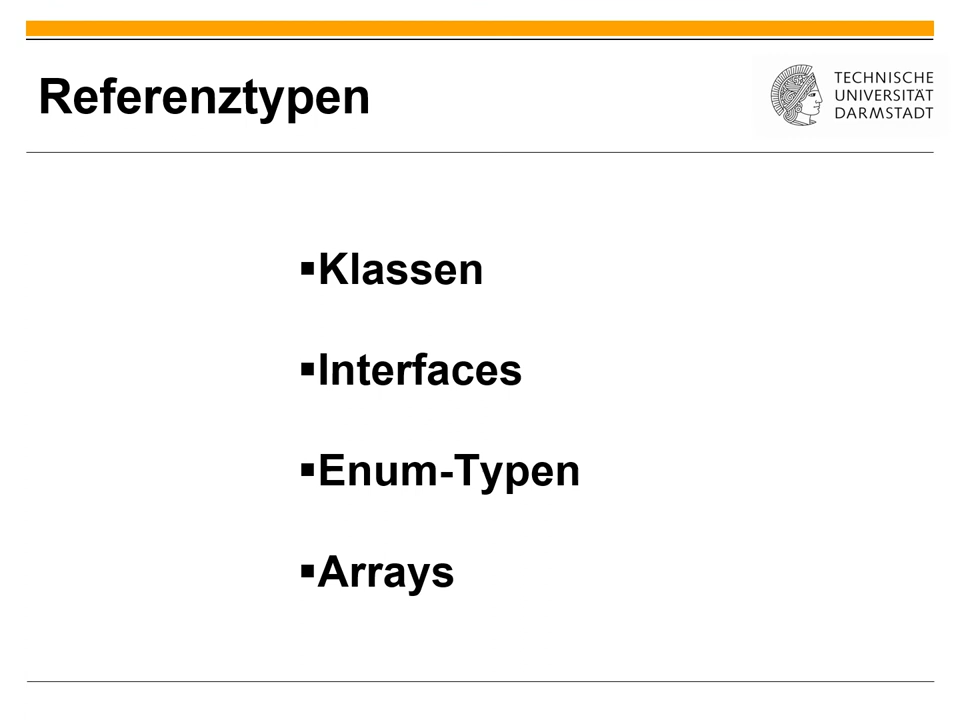 Referenztypen
TECHNISCHE
UNIVERSITÄT
DARMSTADT
▪Klassen
▪Interfaces
▪Enum-Typen
▪Arrays